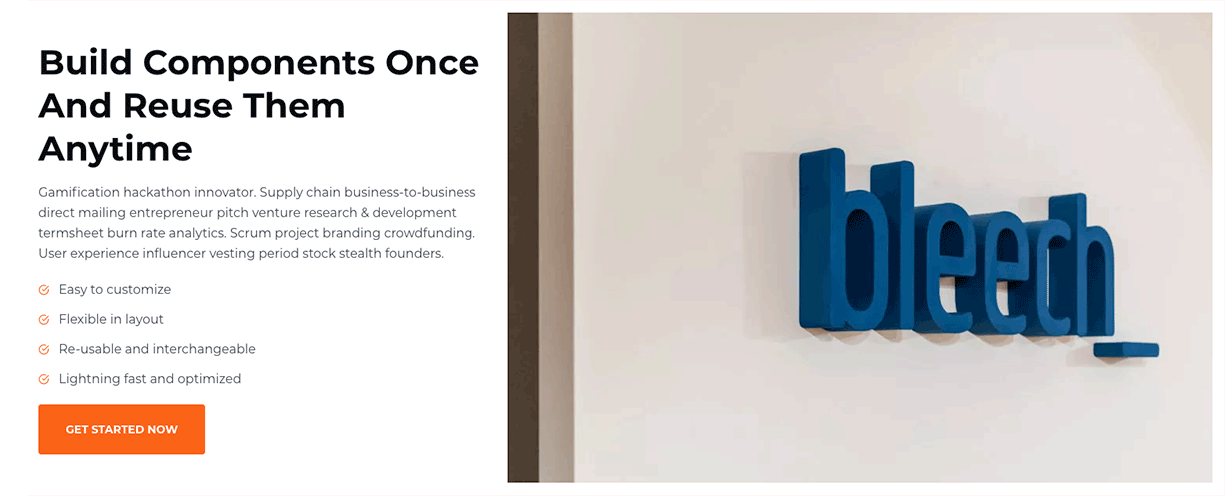 Build Components Once
And Reuse Them
Anytime
Gamification hackathon innovator. Supply chain business-to-business
direct mailing entrepreneur pitch venture research & development
termsheet burn rate analytics. Scrum project branding crowdfunding.
User experience influencer vesting period stock stealth founders.
Easy to customize
Flexible in layout
Re-usable and interchangeable
Lightning fast and optimized
GET STARTED NOW
bleech_